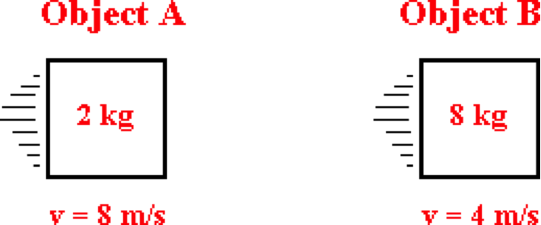 Object A
Object B
2 kg
8 kg
v = 8 m/s
v = 4 m/s